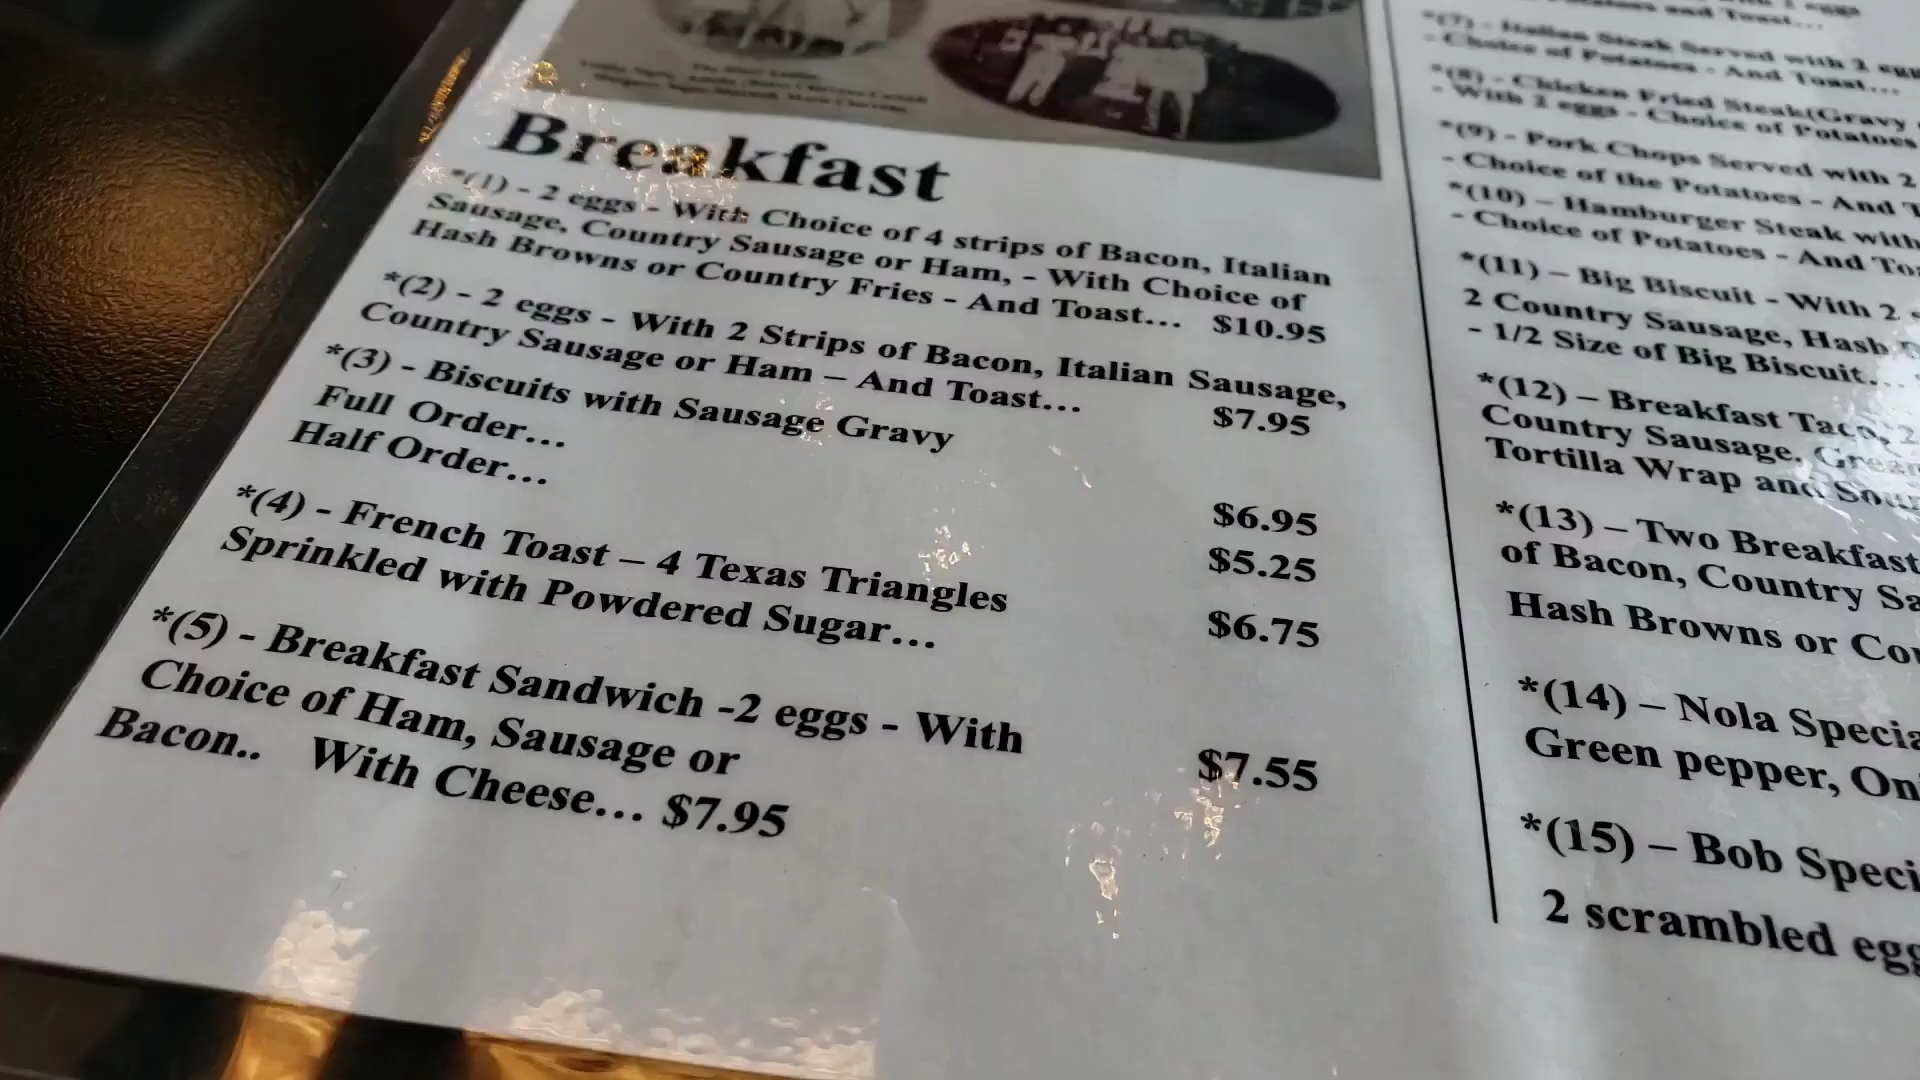 Breakfast
*(1) - 2 eggs - With Choice of 4 strips of Bacon, Italian
Sausage, Country Sausage or Ham, - With Choice of
Hash Browns or Country Fries - And Toast... $10.95
*(2) - 2 eggs - With 2 Strips of Bacon, Italian Sausage,
Country Sausage or Ham – And Toast... $7.95
*(3) - Biscuits with Sausage Gravy
Full Order... $6.95
Half Order... $5.25
*(4) - French Toast – 4 Texas Triangles
Sprinkled with Powdered Sugar... $6.75
*(5) - Breakfast Sandwich -2 eggs - With
Choice of Ham, Sausage or $7.55
Bacon.. With Cheese... $7.95
and Toast...
*(7) - Italian Steak Served with 2
- Choice of Potatoes - And Toast...
*(8) - Chicken Fried Steak(Gravy
- With 2 eggs - Choice of Potatoes
*(9) - Pork Chops Served with 2
- Choice of the Potatoes - And
*(10) – Hamburger Steak with
- Choice of Potatoes - And
*(11) – Big Biscuit - With 2
2 Country Sausage, Hash
- 1/2 Size of Big Biscuit...
*(12) – Breakfast Taco,
Country Sausage,
Tortilla Wrap and
*(13) – Two Breakfast
of Bacon, Country
Hash Browns or
*(14) – Nola
Green pepper,
*(15) – Bob
2 scrambled